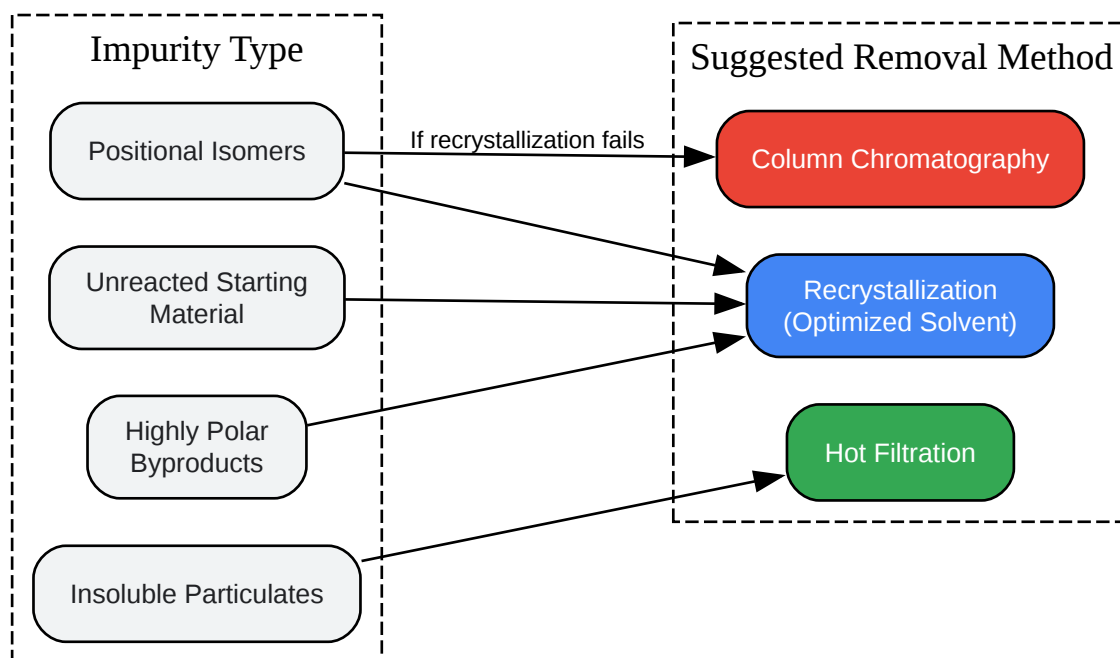 Impurity Type
Suggested Removal Method
Positional Isomers
If recrystallization fails
Column Chromatography
Unreacted Starting
Material
Recrystallization
(Optimized Solvent)
Highly Polar
Byproducts
Hot Filtration
Insoluble Particulates